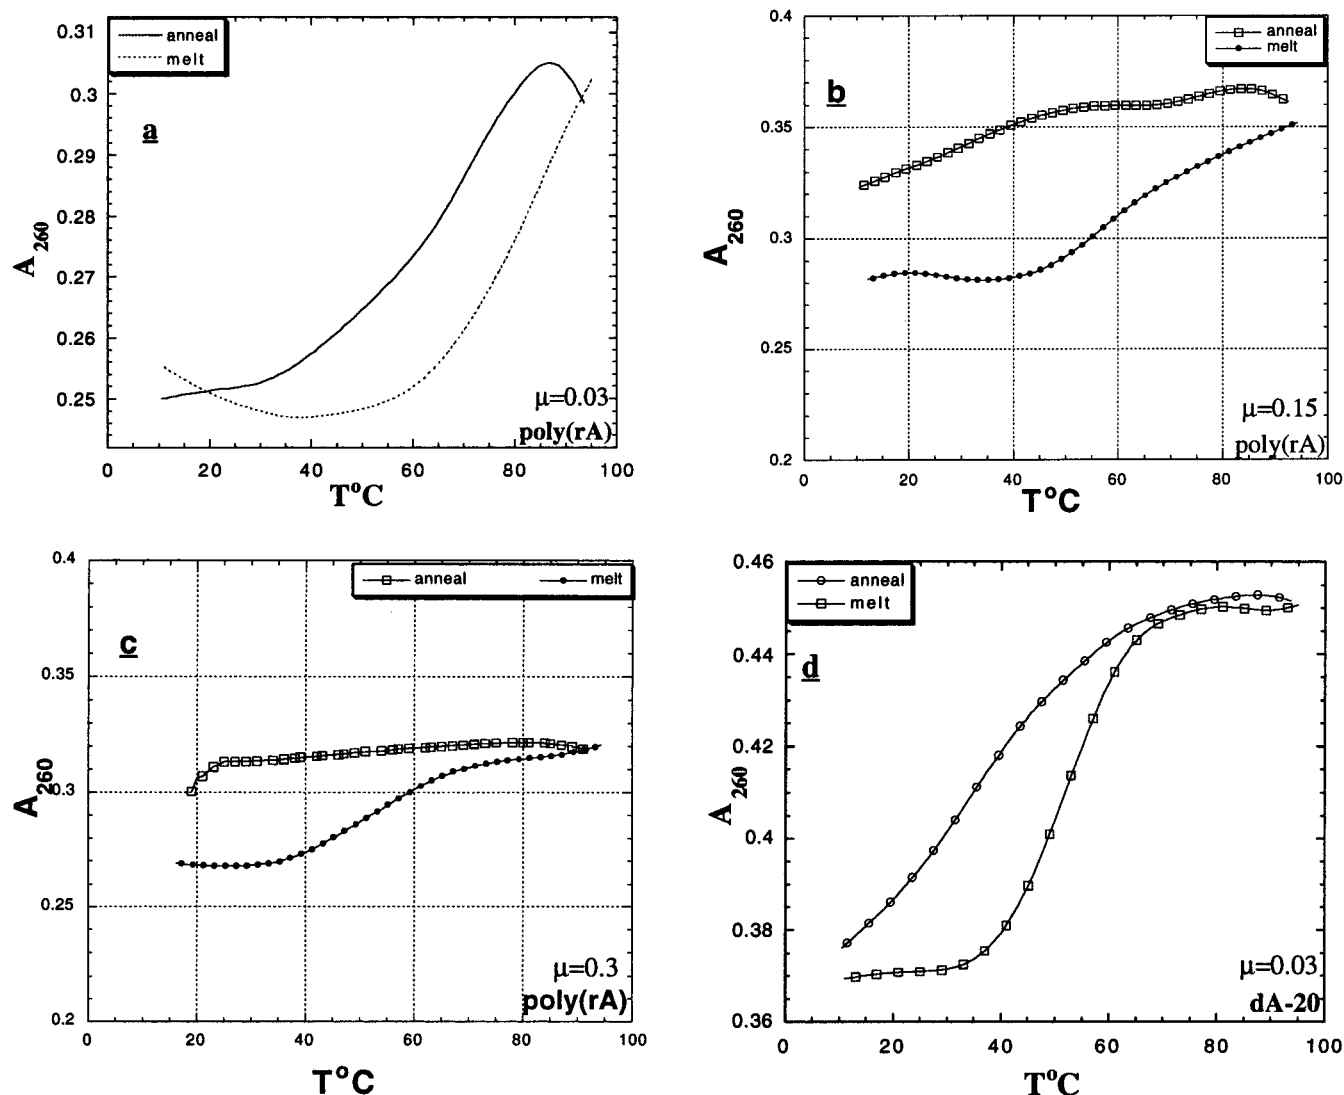 anneal
melt
a
0.31
0.3
0.29
0.28
0.27
0.26
0.25
A260
0 20 40 60 80 100
T°C
μ=0.03
poly(rA)
anneal
melt
b
0.4
0.35
0.3
0.25
0.2
A260
0 20 40 60 80 100
T°C
μ=0.15
poly(rA)
anneal melt
c
0.4
0.35
0.3
0.25
0.2
A260
0 20 40 60 80 100
T°C
μ=0.3
poly(rA)
anneal
melt
d
0.46
0.44
0.42
0.4
0.38
0.36
A260
0 20 40 60 80 100
T°C
μ=0.03
dA-20